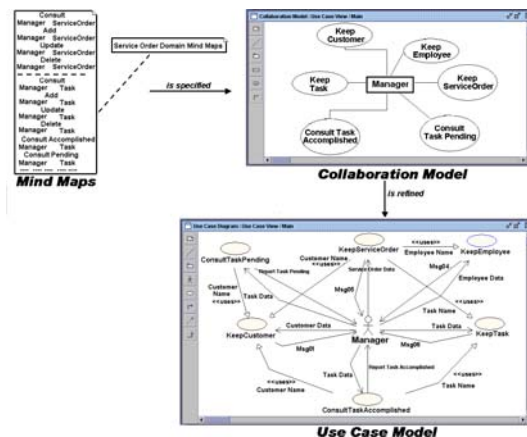 Consult
Manager ServiceOrder
Add
Manager ServiceOrder
Update
Manager ServiceOrder
Delete
Manager ServiceOrder
Consult
Manager Task
Add
Manager Task
Update
Manager Task
Delete
Manager Task
Consult Accomplished
Manager Task
Consult Pending
Manager Task
Mind Maps
Service Order Domain Mind Maps
is specified
Collaboration Model : Use Case View / Main
Keep
Customer
Keep
Employee
Keep
Task
Manager
Keep
ServiceOrder
Consult Task
Accomplished
Consult
Task Pending
Collaboration Model
is refined
Use Case Diagram : Use Case View / Main
ConsultTaskPending
KeepServiceOrder
<<uses>>
Employee Name
KeepEmployee
Customer Name
<<uses>>
Report Task Pending
Service Order Data
Msg04
Employee Data
<<uses>>
Customer
Name
Task Data
Msg05
Task Name
<<uses>>
KeepCustomer
Customer Data
Msg01
Manager
Task Data
Msg06
KeepTask
Task Data
Report Task Accomplished
<<uses>>
Customer Name
Task Name
<<uses>>
ConsultTaskAccomplished
Use Case Model